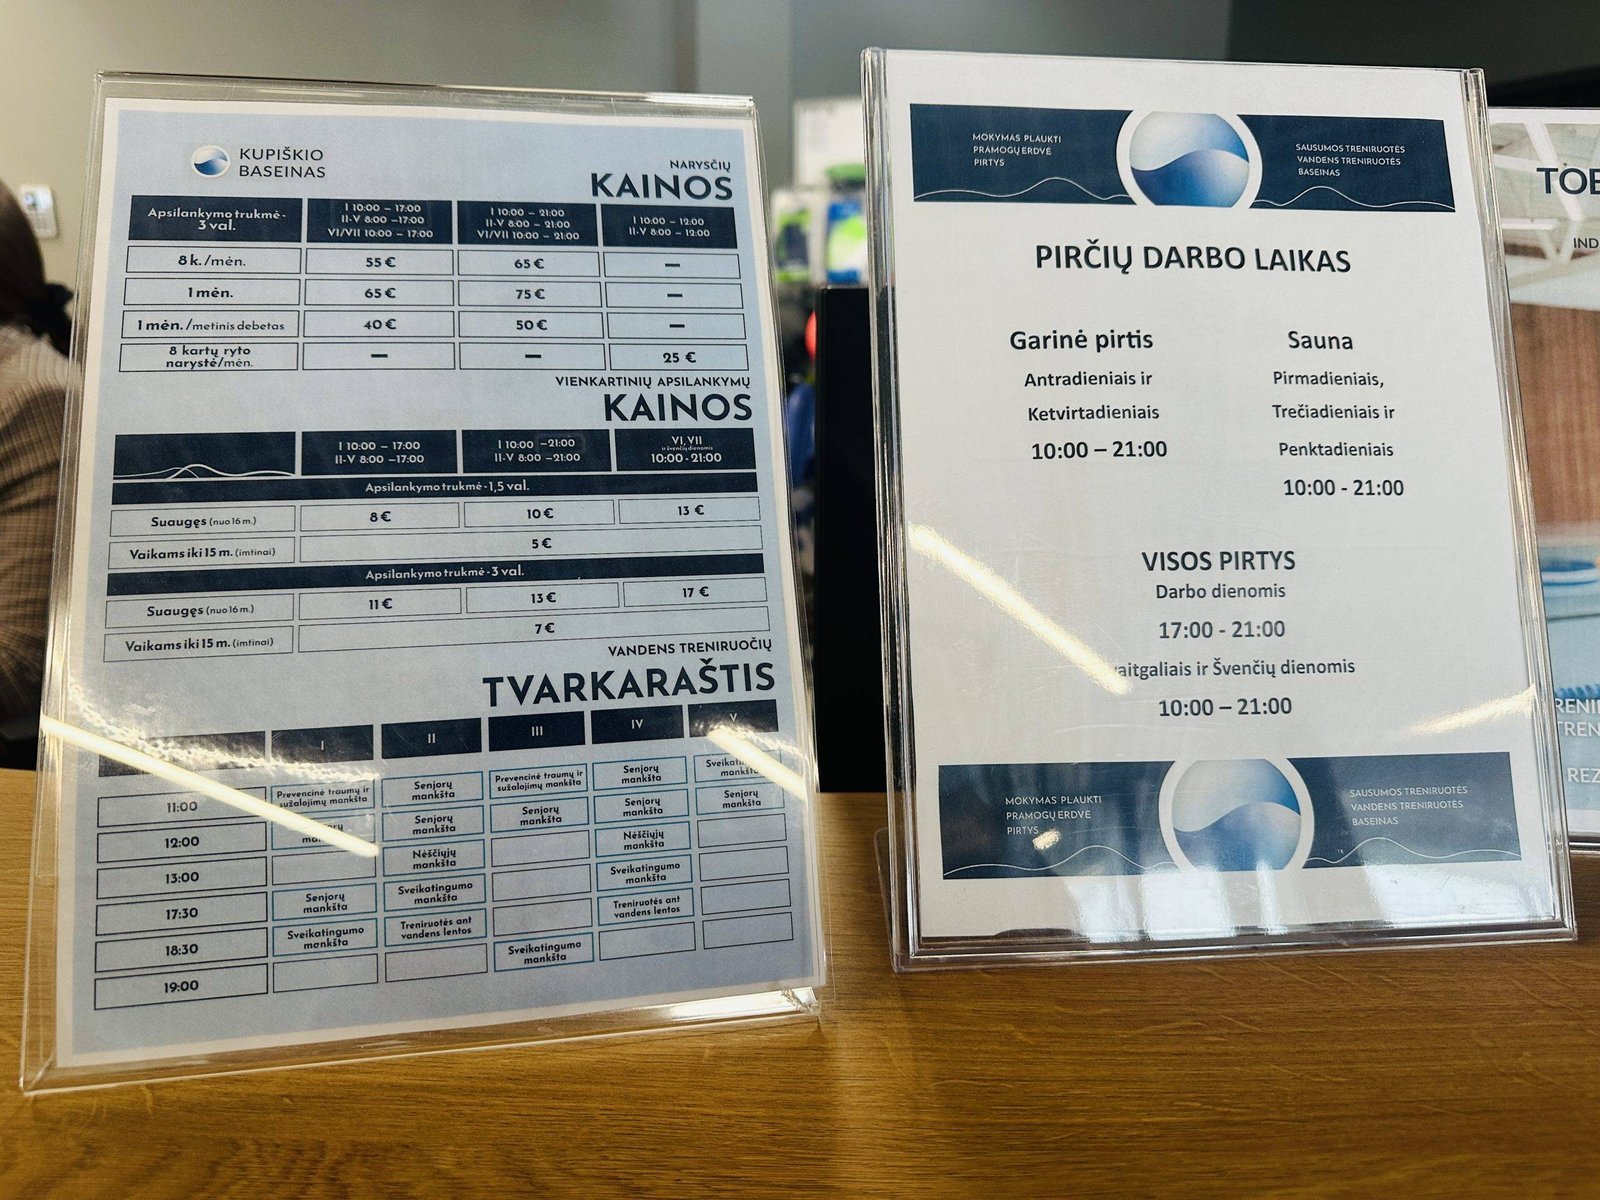 KUPIŠKIO
BASEINAS
NARYSČIŲ
KAINOS
Apsilankymo trukmė -
3 val.
I 10:00 – 17:00
II-V 8:00 –17:00
VI/VII 10:00 – 17:00
I 10:00 – 21:00
II-V 8:00 – 21:00
VI/VII 10:00 – 21:00
I 10:00 – 12:00
II-V 8:00 – 12:00
8 k./mėn. 55 € 65 € —
1 mėn. 65 € 75 € —
1 mėn./metinis debetas 40 € 50 € —
8 kartų ryto
narystė/mėn. — — 25 €
VIENKARTINIŲ APSILANKYMŲ
KAINOS
I 10:00 – 17:00
II-V 8:00 –17:00
I 10:00 –21:00
II-V 8:00 –21:00
VI, VII
ir švenčių dienomis
10:00 - 21:00
Apsilankymo trukmė - 1,5 val.
Suaugęs (nuo 16 m.) 8 € 10 € 13 €
Vaikams iki 15 m. (imtinai) 5 €
Apsilankymo trukmė - 3 val.
Suaugęs (nuo 16 m.) 11 € 13 € 17 €
Vaikams iki 15 m. (imtinai) 7 €
VANDENS TRENIRUOČIŲ
TVARKARAŠTIS
I II III IV V
11:00 Prevencinė traumų ir
sužalojimų mankšta
Senjorų
mankšta
Prevencinė traumų ir
sužalojimų mankšta
Senjorų
mankšta
12:00
Senjorų
mankšta
Senjorų
mankšta
Senjorų
mankšta
Senjorų
mankšta
13:00
Nėščiųjų
mankšta
Nėščiųjų
mankšta
17:30
Senjorų
mankšta
Sveikatingumo
mankšta
Sveikatingumo
mankšta
18:30
Sveikatingumo
mankšta
Treniruotės ant
vandens lentos
Treniruotės ant
vandens lentos
19:00
Sveikatingumo
mankšta
MOKYMAS PLAUKTI
PRAMOGŲ ERDVĖ
PIRTYS
SAUSUMOS TRENIRUOTĖS
VANDENS TRENIRUOTĖS
BASEINAS
PIRČIŲ DARBO LAIKAS
Garinė pirtis
Antradieniais ir
Ketvirtadieniais
10:00 – 21:00
Sauna
Pirmadieniais,
Trečiadieniais ir
Penktadieniais
10:00 - 21:00
VISOS PIRTYS
Darbo dienomis
17:00 - 21:00
ir Švenčių dienomis
10:00 – 21:00
MOKYMAS PLAUKTI
PRAMOGŲ ERDVĖ
PIRTYS
SAUSUMOS TRENIRUOTĖS
VANDENS TRENIRUOTĖS
BASEINAS